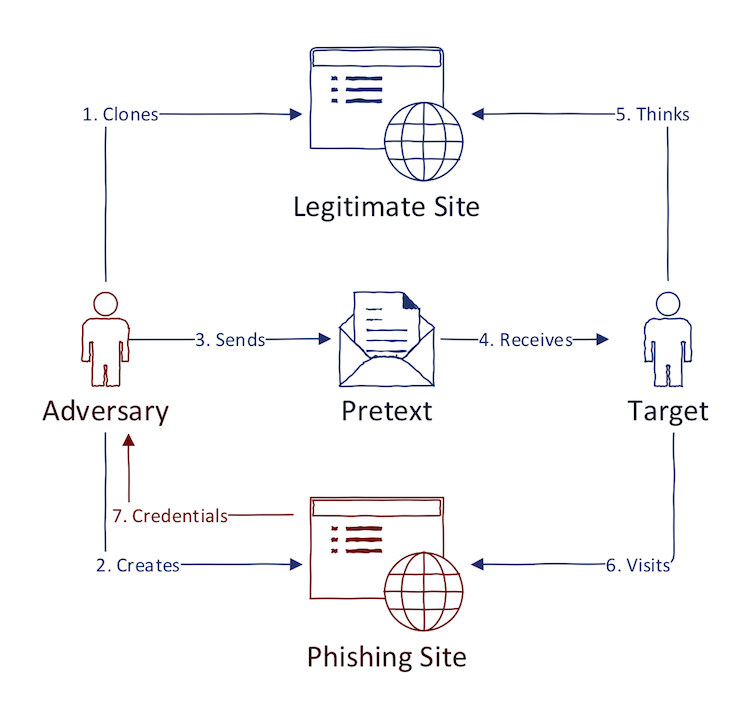 1. Clones
5. Thinks
Legitimate Site
3. Sends
4. Receives
Adversary
Pretext
Target
7. Credentials
2. Creates
6. Visits
Phishing Site